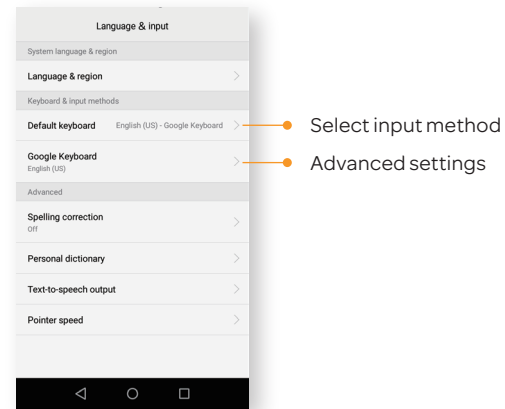 Language & input
System language & region
Language & region
Keyboard & input methods
Default keyboard English (US) - Google Keyboard
Select input method
Google Keyboard
English (US)
Advanced settings
Advanced
Spelling correction
Off
Personal dictionary
Text-to-speech output
Pointer speed